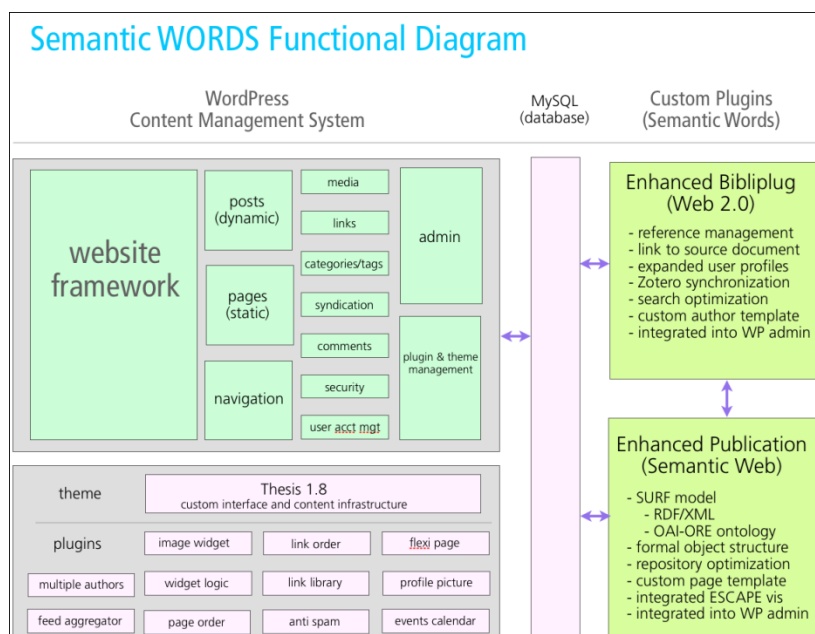 Semantic WORDS Functional Diagram
WordPress
Content Management System
MySQL
(database)
Custom Plugins
(Semantic Words)
website
framework
posts
(dynamic)
pages
(static)
navigation
media
links
categories/tags
syndication
comments
security
user acct mgt
admin
plugin & theme
management
Enhanced Bibliplug
(Web 2.0)
- reference management
- link to source document
- expanded user profiles
- Zotero synchronization
- search optimization
- custom author template
- integrated into WP admin
Enhanced Publication
(Semantic Web)
- SURF model
- RDF/XML
- OAI-ORE ontology
- formal object structure
- repository optimization
- custom page template
- integrated ESCAPE vis
- integrated into WP admin
theme
Thesis 1.8
custom interface and content infrastructure
plugins
image widget
link order
flexi page
multiple authors
widget logic
link library
profile picture
feed aggregator
page order
anti spam
events calendar